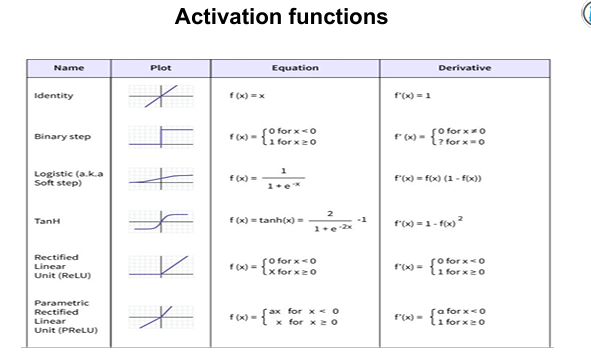 Activation functions
Name Plot Equation Derivative
Identity f (x) = x f'(x) = 1
Binary step f (x) = { 0 for x < 0 f' (x) = { 0 for x ≠ 0
1 for x ≥ 0 ? for x = 0
Logistic (a.k.a f (x) = 1 f'(x) = f(x) (1 - f(x))
Soft step) 1 + e -x
TanH f (x) = tanh(x) = 2 -1 f'(x) = 1 - f(x) 2
1 + e -2x
Rectified
Linear f (x) = { 0 for x < 0 f'(x) = { 0 for x < 0
Unit (ReLU) X for x ≥ 0 1 for x ≥ 0
Parametric
Rectified f (x) = { ax for x < 0 f'(x) = { a for x < 0
Linear x for x ≥ 0 1 for x ≥ 0
Unit (PReLU)